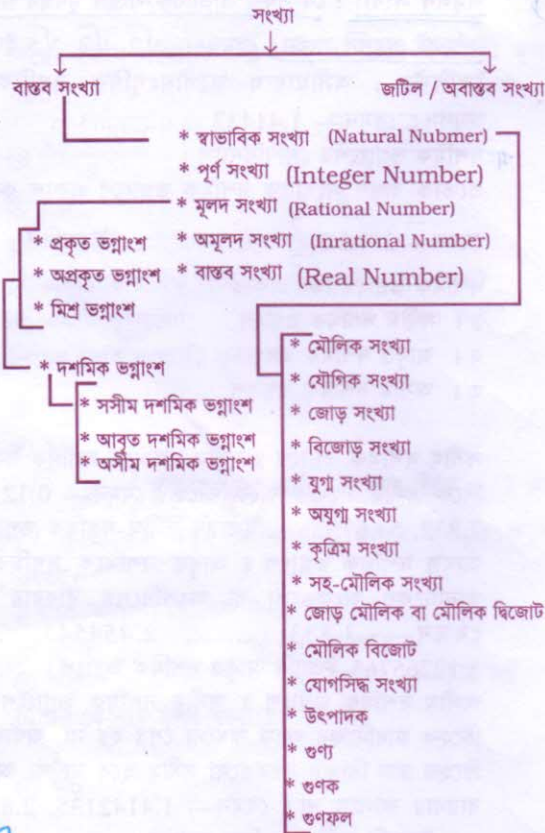 সংখ্যা
বাস্তব সংখ্যা
জটিল / অবাস্তব সংখ্যা
* স্বাভাবিক সংখ্যা (Natural Nubmer)
* পূর্ণ সংখ্যা (Integer Number)
* মূলদ সংখ্যা (Rational Number)
* অমূলদ সংখ্যা (Inrational Number)
* বাস্তব সংখ্যা (Real Number)
* প্রকৃত ভগ্নাংশ
* অপ্রকৃত ভগ্নাংশ
* মিশ্র ভগ্নাংশ
* দশমিক ভগ্নাংশ
* সসীম দশমিক ভগ্নাংশ
* আবৃত দশমিক ভগ্নাংশ
* অসীম দশমিক ভগ্নাংশ
* মৌলিক সংখ্যা
* যৌগিক সংখ্যা
* জোড় সংখ্যা
* বিজোড় সংখ্যা
* যুগ্ম সংখ্যা
* অযুগ্ম সংখ্যা
* কৃত্রিম সংখ্যা
* সহ-মৌলিক সংখ্যা
* জোড় মৌলিক বা মৌলিক দ্বিজোট
* মৌলিক বিজোট
* যোগসিদ্ধ সংখ্যা
* উৎপাদক
* গুণ্য
* গুণক
* গুণফল